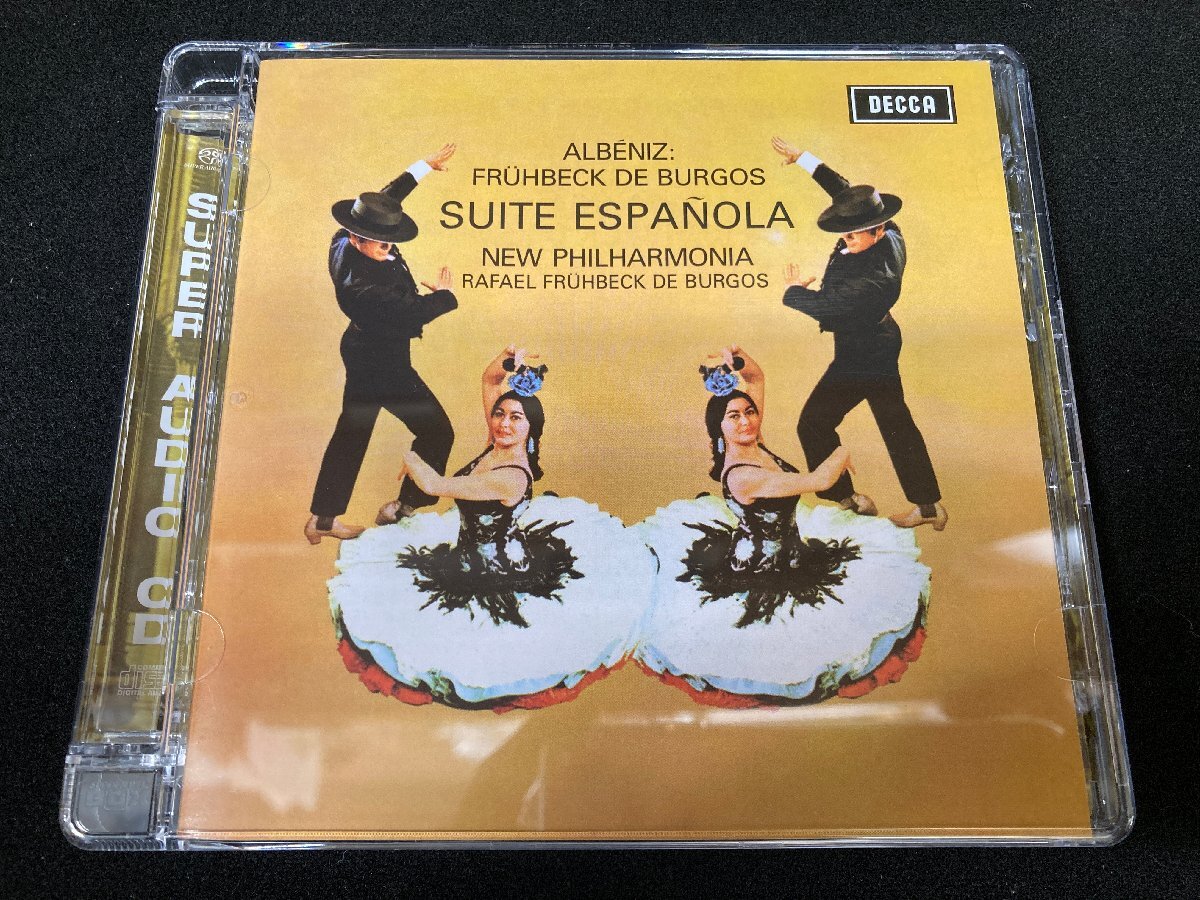 DECCA
ALBÉNIZ:
FRÜHBECK DE BURGOS
SUITE ESPAÑOLA
NEW PHILHARMONIA
RAFAEL FRÜHBECK DE BURGOS
SUPER AUDIO CD